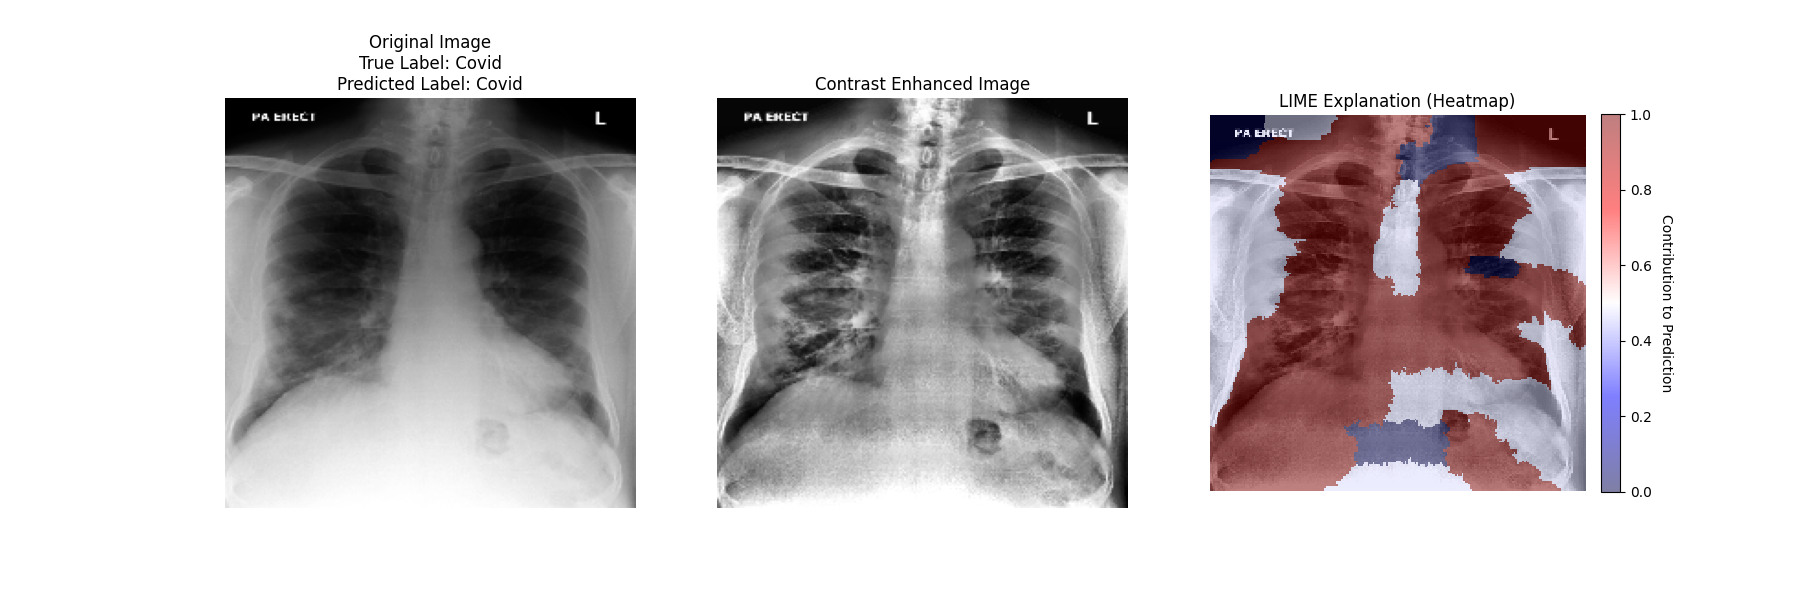 Original Image
True Label: Covid
Predicted Label: Covid
PA ERECT
L
Contrast Enhanced Image
PA ERECT
L
LIME Explanation (Heatmap)
PA ERECT
L
1.0
0.8
0.6
0.4
0.2
0.0
Contribution to Prediction